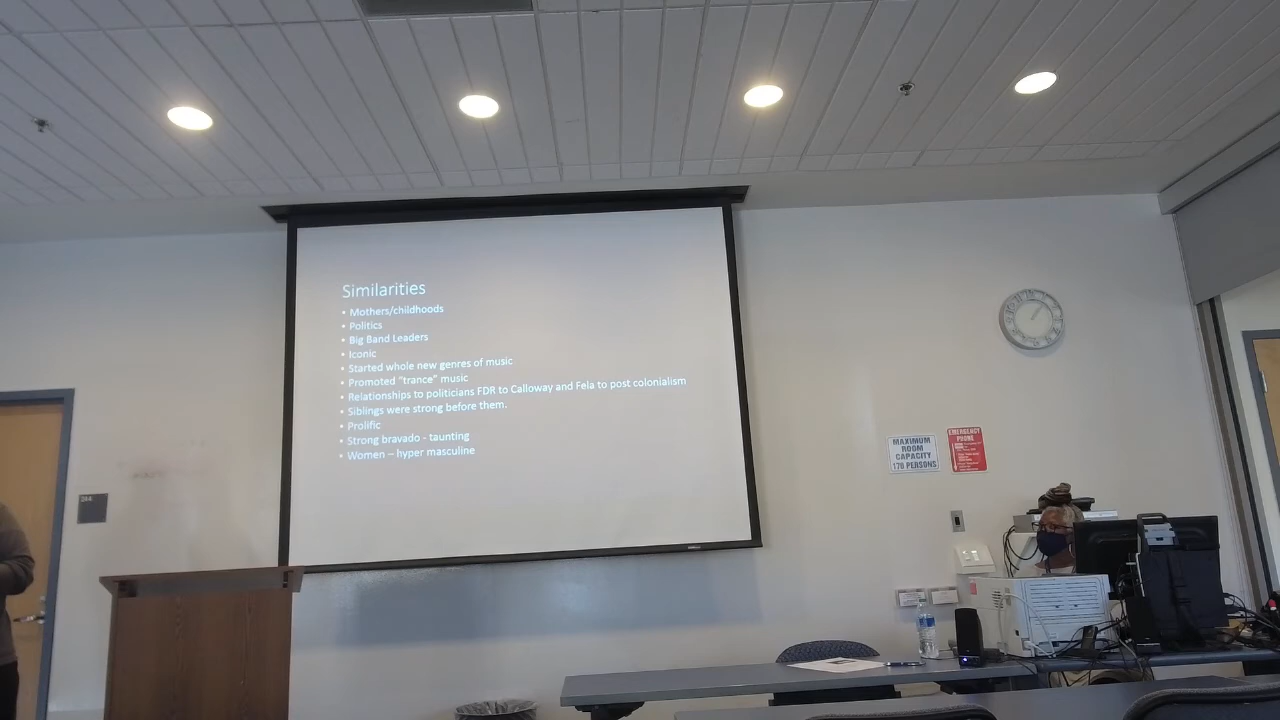 Similarities
• Mothers/childhoods
• Politics
• Big Band Leaders
• Iconic
• Started whole new genres of music
• Promoted “trance” music
• Relationships to politicians FDR to Calloway and Fela to post colonialism
• Siblings were strong before them.
• Prolific
• Strong bravado - taunting
• Women – hyper masculine
MAXIMUM
ROOM
CAPACITY
178 PERSONS
EMERGENCY
PHONE
244